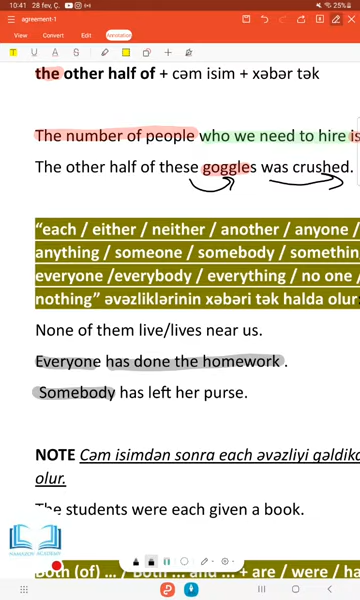 10:41
28 fev, Ç.
25%
agreement-1
View
Convert
Edit
Annotation
the other half of + cəm isim + xəbər tək
The number of people who we need to hire is
The other half of these goggles was crushed.
"each / either / neither / another / anyone /
anything / someone / somebody / somethin
everyone /everybody / everything / no one /
nothing" əvəzliklərinin xəbəri tək halda olur
None of them live/lives near us.
Everyone has done the homework .
Somebody has left her purse.
NOTE Cəm isimdən sonra each əvəzliyi gəldikd
olur.
The students were each given a book.
Both (of) ... / both ... and ... + are / were / ha